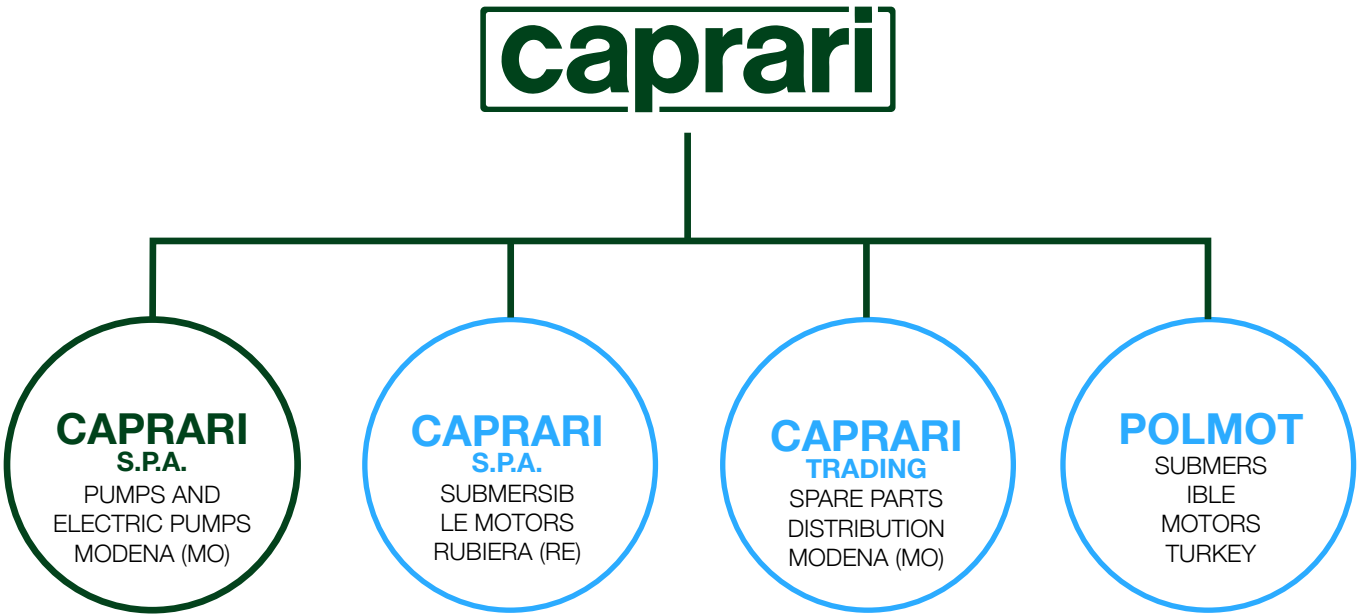 caprari
CAPRARI
S.P.A.
PUMPS AND
ELECTRIC PUMPS
MODENA (MO)
CAPRARI
S.P.A.
SUBMERSIB
LE MOTORS
RUBIERA (RE)
CAPRARI
TRADING
SPARE PARTS
DISTRIBUTION
MODENA (MO)
POLMOT
SUBMERS
IBLE
MOTORS
TURKEY